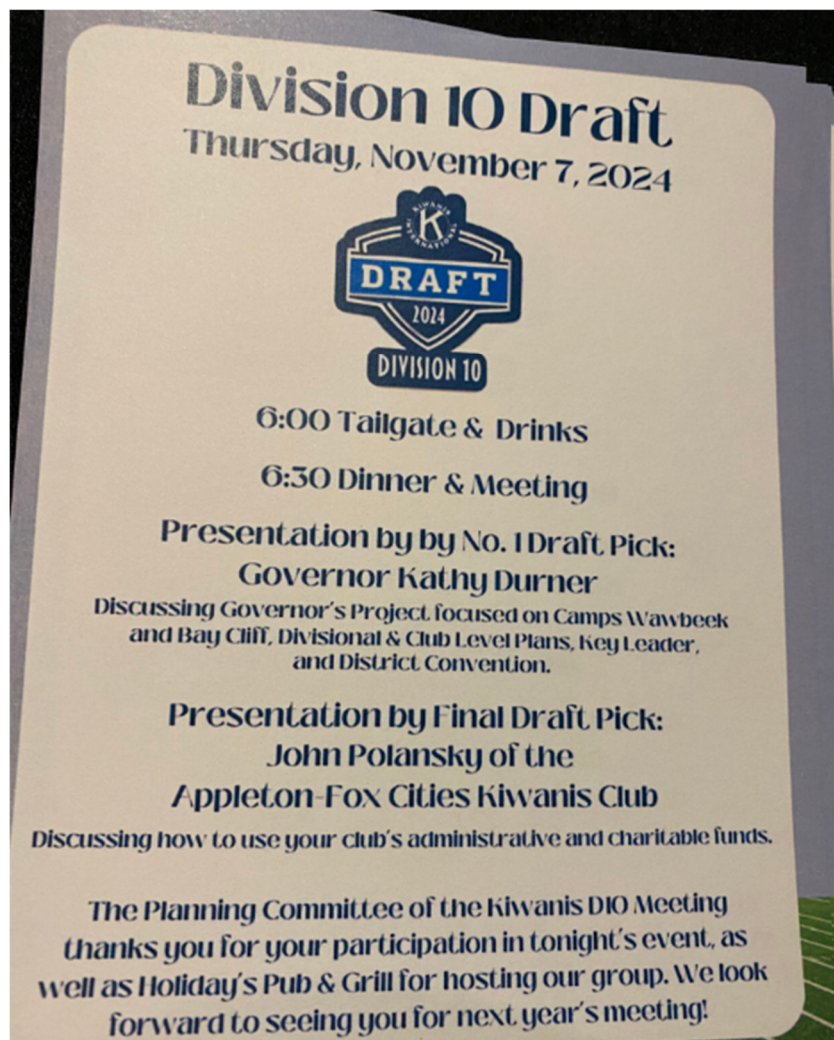 Division 10 Draft
Thursday, November 7, 2024
KIWANIS
K
INTERNATIONAL
DRAFT
2024
DIVISION 10
6:00 Tailgate & Drinks
6:30 Dinner & Meeting
Presentation by by No. 1 Draft Pick:
Governor Kathy Durner
Discussing Governor's Project focused on Camps Wawbeek
and Bay Cliff, Divisional & Club Level Plans, Key Leader,
and District Convention.
Presentation by Final Draft Pick:
John Polansky of the
Appleton-Fox Cities Kiwanis Club
Discussing how to use your club's administrative and charitable funds.
The Planning Committee of the Kiwanis D10 Meeting
thanks you for your participation in tonight's event, as
well as Holiday's Pub & Grill for hosting our group. We look
forward to seeing you for next year's meeting!